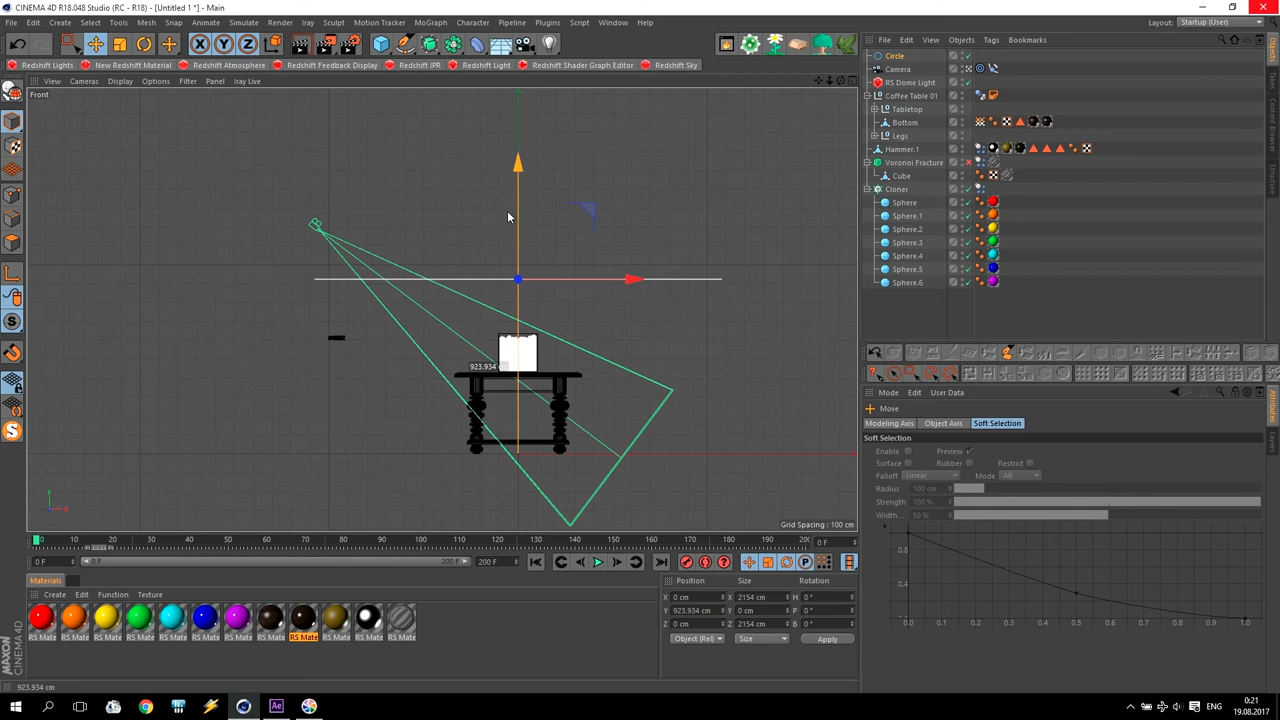 CINEMA 4D R18.048 Studio (RC - R18) - [Untitled 1 *] - Main
File Edit Create Select Tools Mesh Snap Animate Simulate Render Iray Sculpt Motion Tracker MoGraph Character Pipeline Plugins Script Window Help
Layout: Startup (User)
Redshift Lights New Redshift Material Redshift Atmosphere Redshift Feedback Display Redshift IPR Redshift Light Redshift Shader Graph Editor Redshift Sky
View Cameras Display Options Filter Panel Iray Live
Front
923.934
Grid Spacing : 100 cm
Y
X
0 10 20 30 40 50 60 70 80 90 100 110 120 130 140 150 160 170 180 190 0 F
0 F 0 F 200 F 200 F
Materials
Create Edit Function Texture
RS Mate RS Mate RS Mate RS Mate RS Mate RS Mate RS Mate RS Mate RS Mate RS Mate RS Mate RS Mate
Position Size Rotation
X 0 cm X 2154 cm H 0 °
Y 923.934 cm Y 0 cm P 0 °
Z 0 cm Z 2154 cm B 0 °
Object (Rel) Size Apply
MAXON
CINEMA4D
923.934 cm
File Edit View Objects Tags Bookmarks
Circle
Camera
RS Dome Light
Coffee Table 01
Tabletop
Bottom
Legs
Hammer.1
Voronoi Fracture
Cube
Cloner
Sphere
Sphere.1
Sphere.2
Sphere.3
Sphere.4
Sphere.5
Sphere.6
Objects
Takes
Content Browser
Structure
Mode Edit User Data
Move
Modeling Axis Object Axis Soft Selection
Soft Selection
Enable Preview
Surface Rubber Restrict
Falloff Linear Mode All
Radius 100 cm
Strength 100 %
Width . . 50 %
0.8
0.4
0.0 0.1 0.2 0.3 0.4 0.5 0.6 0.7 0.8 0.9 1.0
Attributes
Layers
Ae
ENG
0:21
19.08.2017